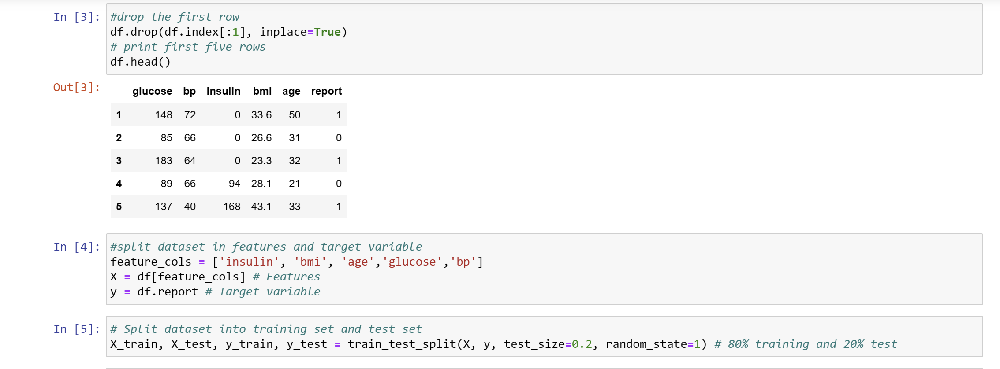 In [3]: #drop the first row
df.drop(df.index[:1], inplace=True)
# print first five rows
df.head()
Out[3]:
glucose bp insulin bmi age report
1 148 72 0 33.6 50 1
2 85 66 0 26.6 31 0
3 183 64 0 23.3 32 1
4 89 66 94 28.1 21 0
5 137 40 168 43.1 33 1
In [4]: #split dataset in features and target variable
feature_cols = ['insulin', 'bmi', 'age','glucose','bp']
X = df[feature_cols] # Features
y = df.report # Target variable
In [5]: # Split dataset into training set and test set
X_train, X_test, y_train, y_test = train_test_split(X, y, test_size=0.2, random_state=1) # 80% training and 20% test